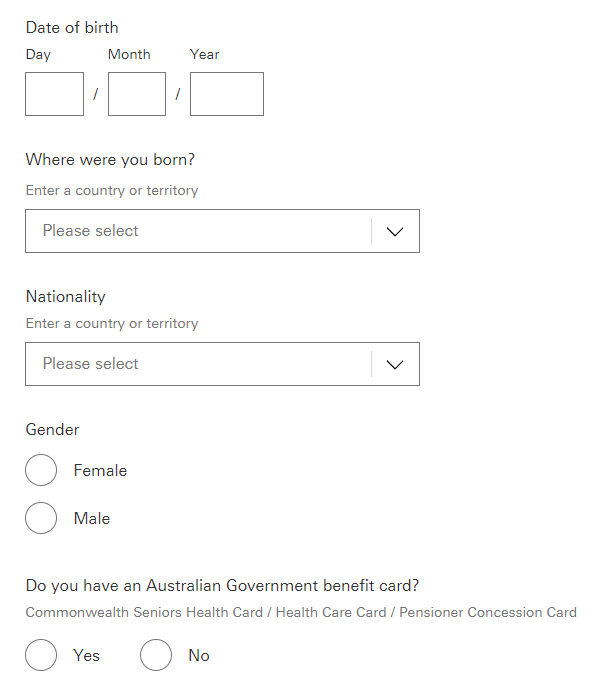 Date of birth
Day Month Year
/ /
Where were you born?
Enter a country or territory
Please select
Nationality
Enter a country or territory
Please select
Gender
Female
Male
Do you have an Australian Government benefit card?
Commonwealth Seniors Health Card / Health Care Card / Pensioner Concession Card
Yes No